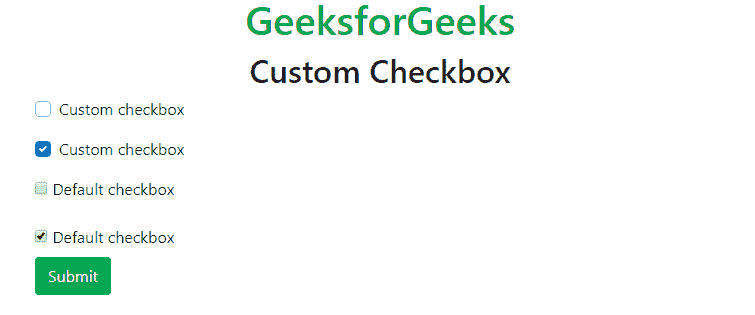 GeeksforGeeks
Custom Checkbox
Custom checkbox
Custom checkbox
Default checkbox
Default checkbox
Submit